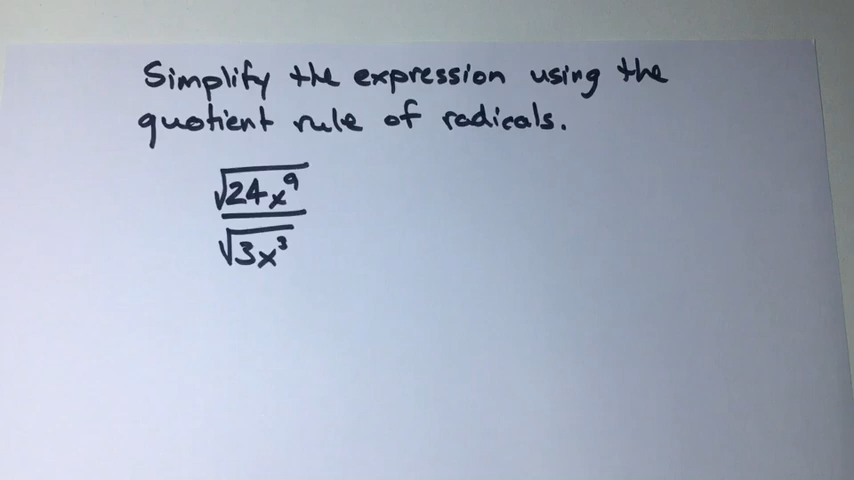 Simplify the expression using the
quotient rule of radicals.
√24x⁹
√3x³